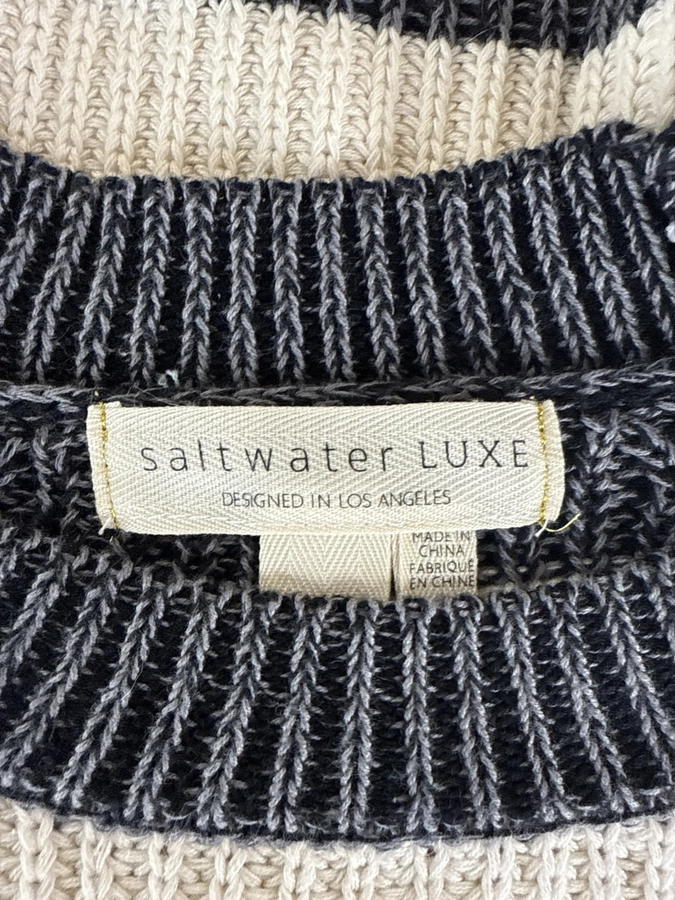 saltwater LUXE
DESIGNED IN LOS ANGELES
MADE IN
CHINA
FABRIQUÉ
EN CHINE